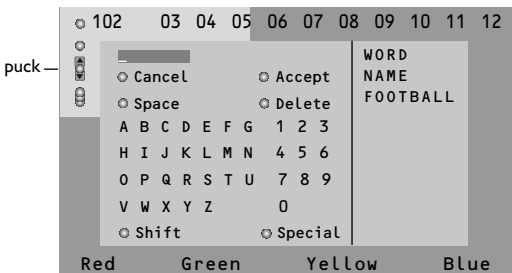 102 03 04 05 06 07 08 09 10 11 12
puck
Cancel Accept
Space Delete
A B C D E F G 1 2 3
H I J K L M N 4 5 6
O P Q R S T U 7 8 9
V W X Y Z 0
Shift Special
WORD
NAME
FOOTBALL
Red Green Yellow Blue